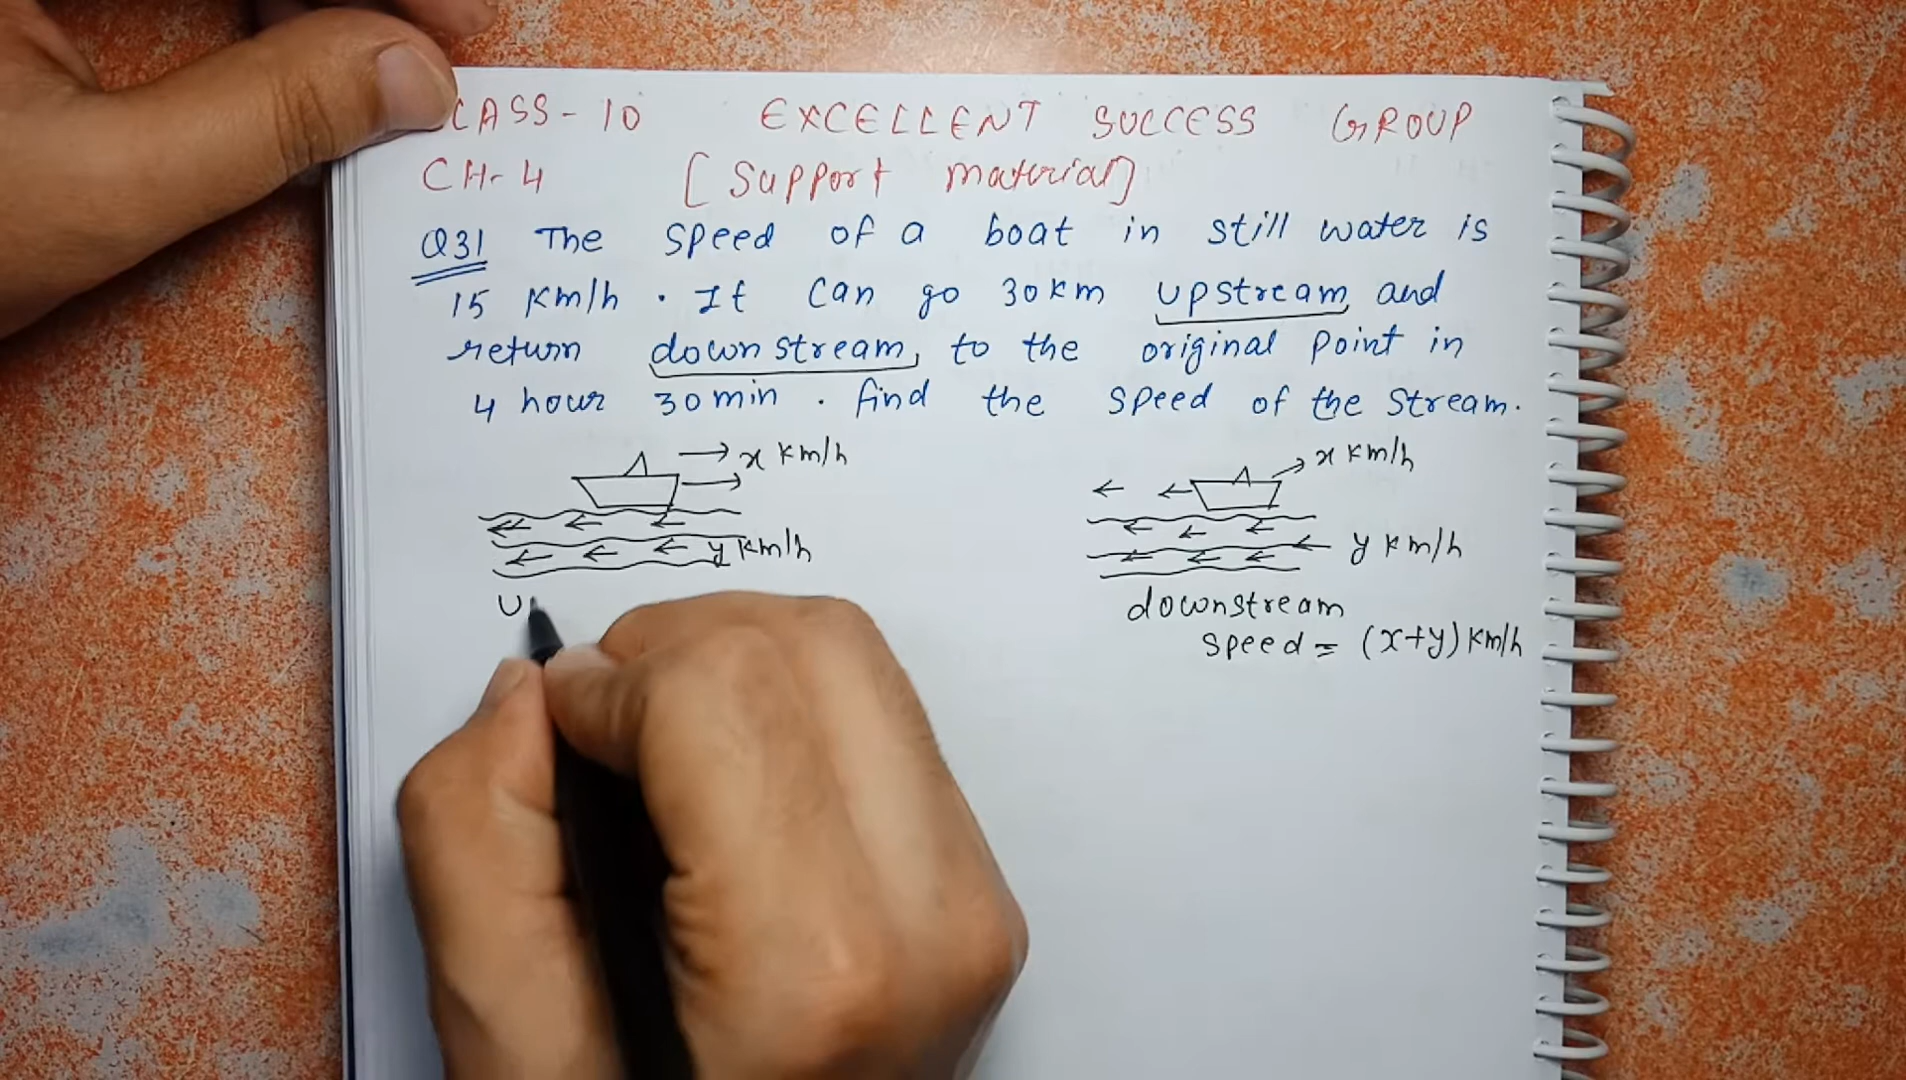 CLASS-10 EXCELLENT SUCCESS GROUP
CH-4 [Support material]
Q31 The speed of a boat in still water is
15 Km/h . It can go 30km upstream and
return downstream, to the original point in
4 hour 30min . find the speed of the stream.
x km/h
x km/h
y km/h
y km/h
downstream
speed = (x+y) km/h